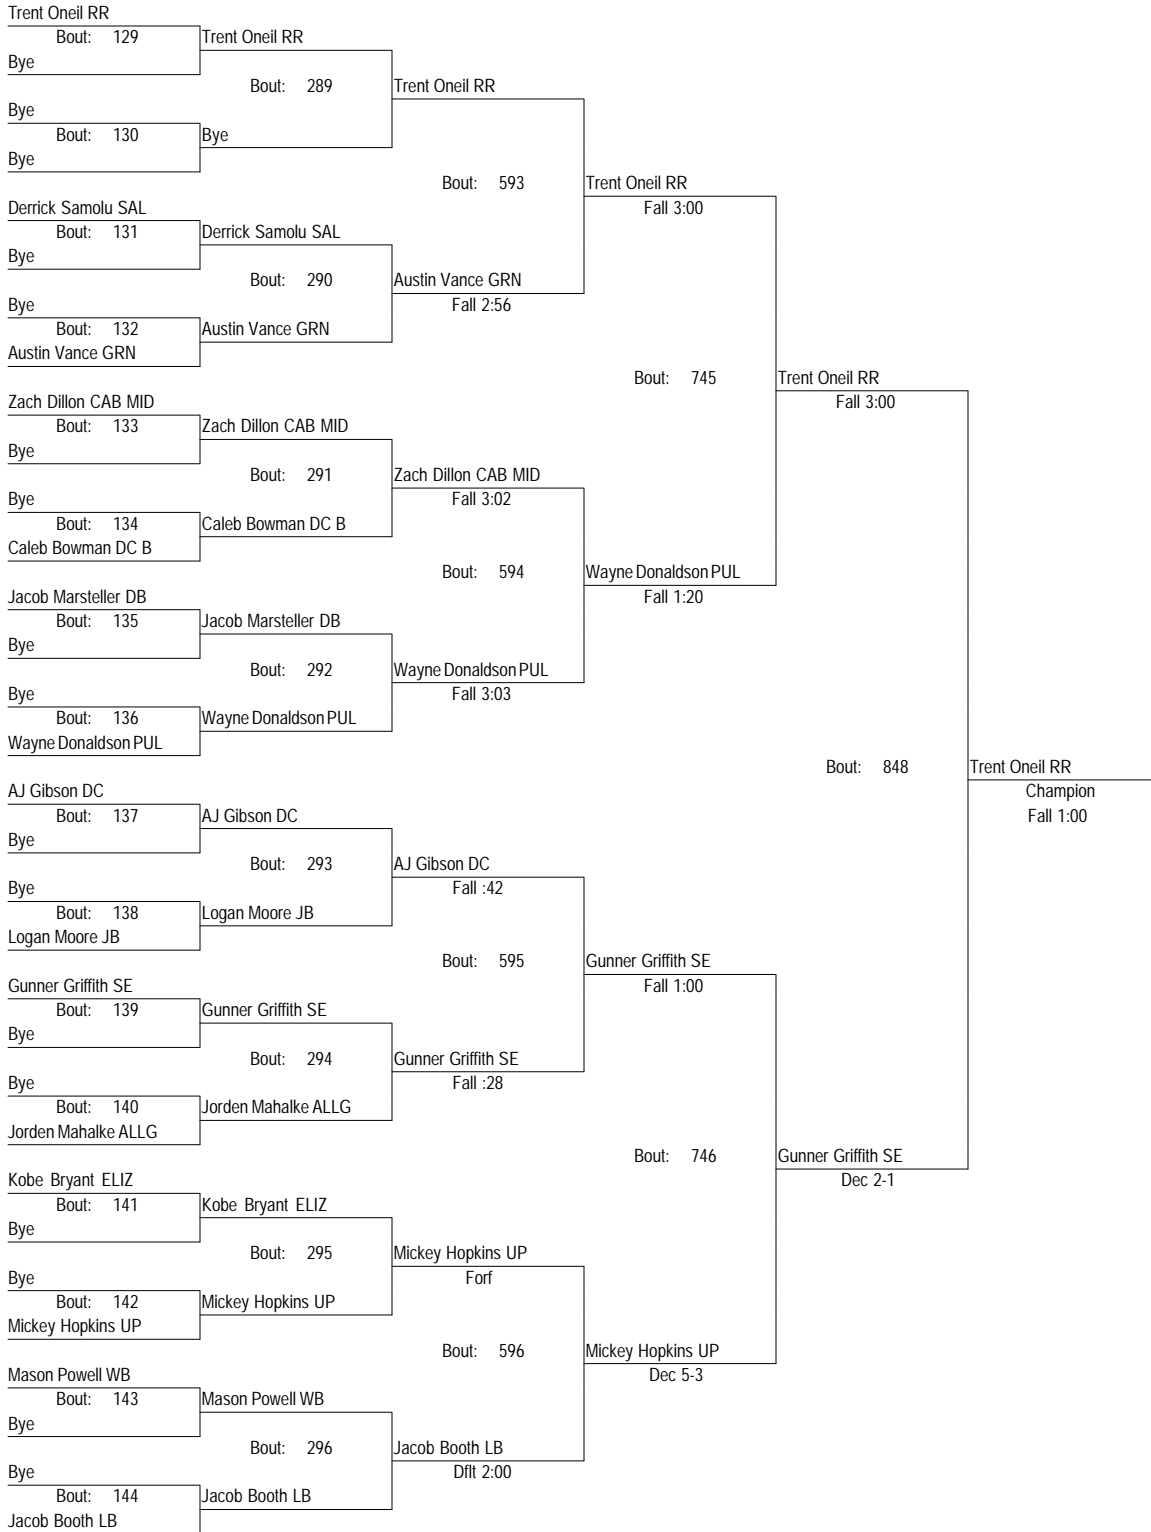 Trent Oneil RR
Bout: 129
Trent Oneil RR
Bye
Bout: 289
Trent Oneil RR
Bye
Bout: 130
Bye
Bye
Bout: 593
Trent Oneil RR
Fall 3:00
Derrick Samolu SAL
Bout: 131
Derrick Samolu SAL
Bye
Bout: 290
Austin Vance GRN
Fall 2:56
Bye
Bout: 132
Austin Vance GRN
Austin Vance GRN
Bout: 745
Trent Oneil RR
Fall 3:00
Zach Dillon CAB MID
Bout: 133
Zach Dillon CAB MID
Bye
Bout: 291
Zach Dillon CAB MID
Fall 3:02
Bye
Bout: 134
Caleb Bowman DC B
Caleb Bowman DC B
Bout: 594
Wayne Donaldson PUL
Fall 1:20
Jacob Marsteller DB
Bout: 135
Jacob Marsteller DB
Bye
Bout: 292
Wayne Donaldson PUL
Fall 3:03
Bye
Bout: 136
Wayne Donaldson PUL
Wayne Donaldson PUL
Bout: 848
Trent Oneil RR
Champion
Fall 1:00
AJ Gibson DC
Bout: 137
AJ Gibson DC
Bye
Bout: 293
AJ Gibson DC
Fall :42
Bye
Bout: 138
Logan Moore JB
Logan Moore JB
Bout: 595
Gunner Griffith SE
Fall 1:00
Gunner Griffith SE
Bout: 139
Gunner Griffith SE
Bye
Bout: 294
Gunner Griffith SE
Fall :28
Bye
Bout: 140
Jorden Mahalke ALLG
Jorden Mahalke ALLG
Bout: 746
Gunner Griffith SE
Dec 2-1
Kobe Bryant ELIZ
Bout: 141
Kobe Bryant ELIZ
Bye
Bout: 295
Mickey Hopkins UP
Forf
Bye
Bout: 142
Mickey Hopkins UP
Mickey Hopkins UP
Bout: 596
Mickey Hopkins UP
Dec 5-3
Mason Powell WB
Bout: 143
Mason Powell WB
Bye
Bout: 296
Jacob Booth LB
Dflt 2:00
Bye
Bout: 144
Jacob Booth LB
Jacob Booth LB